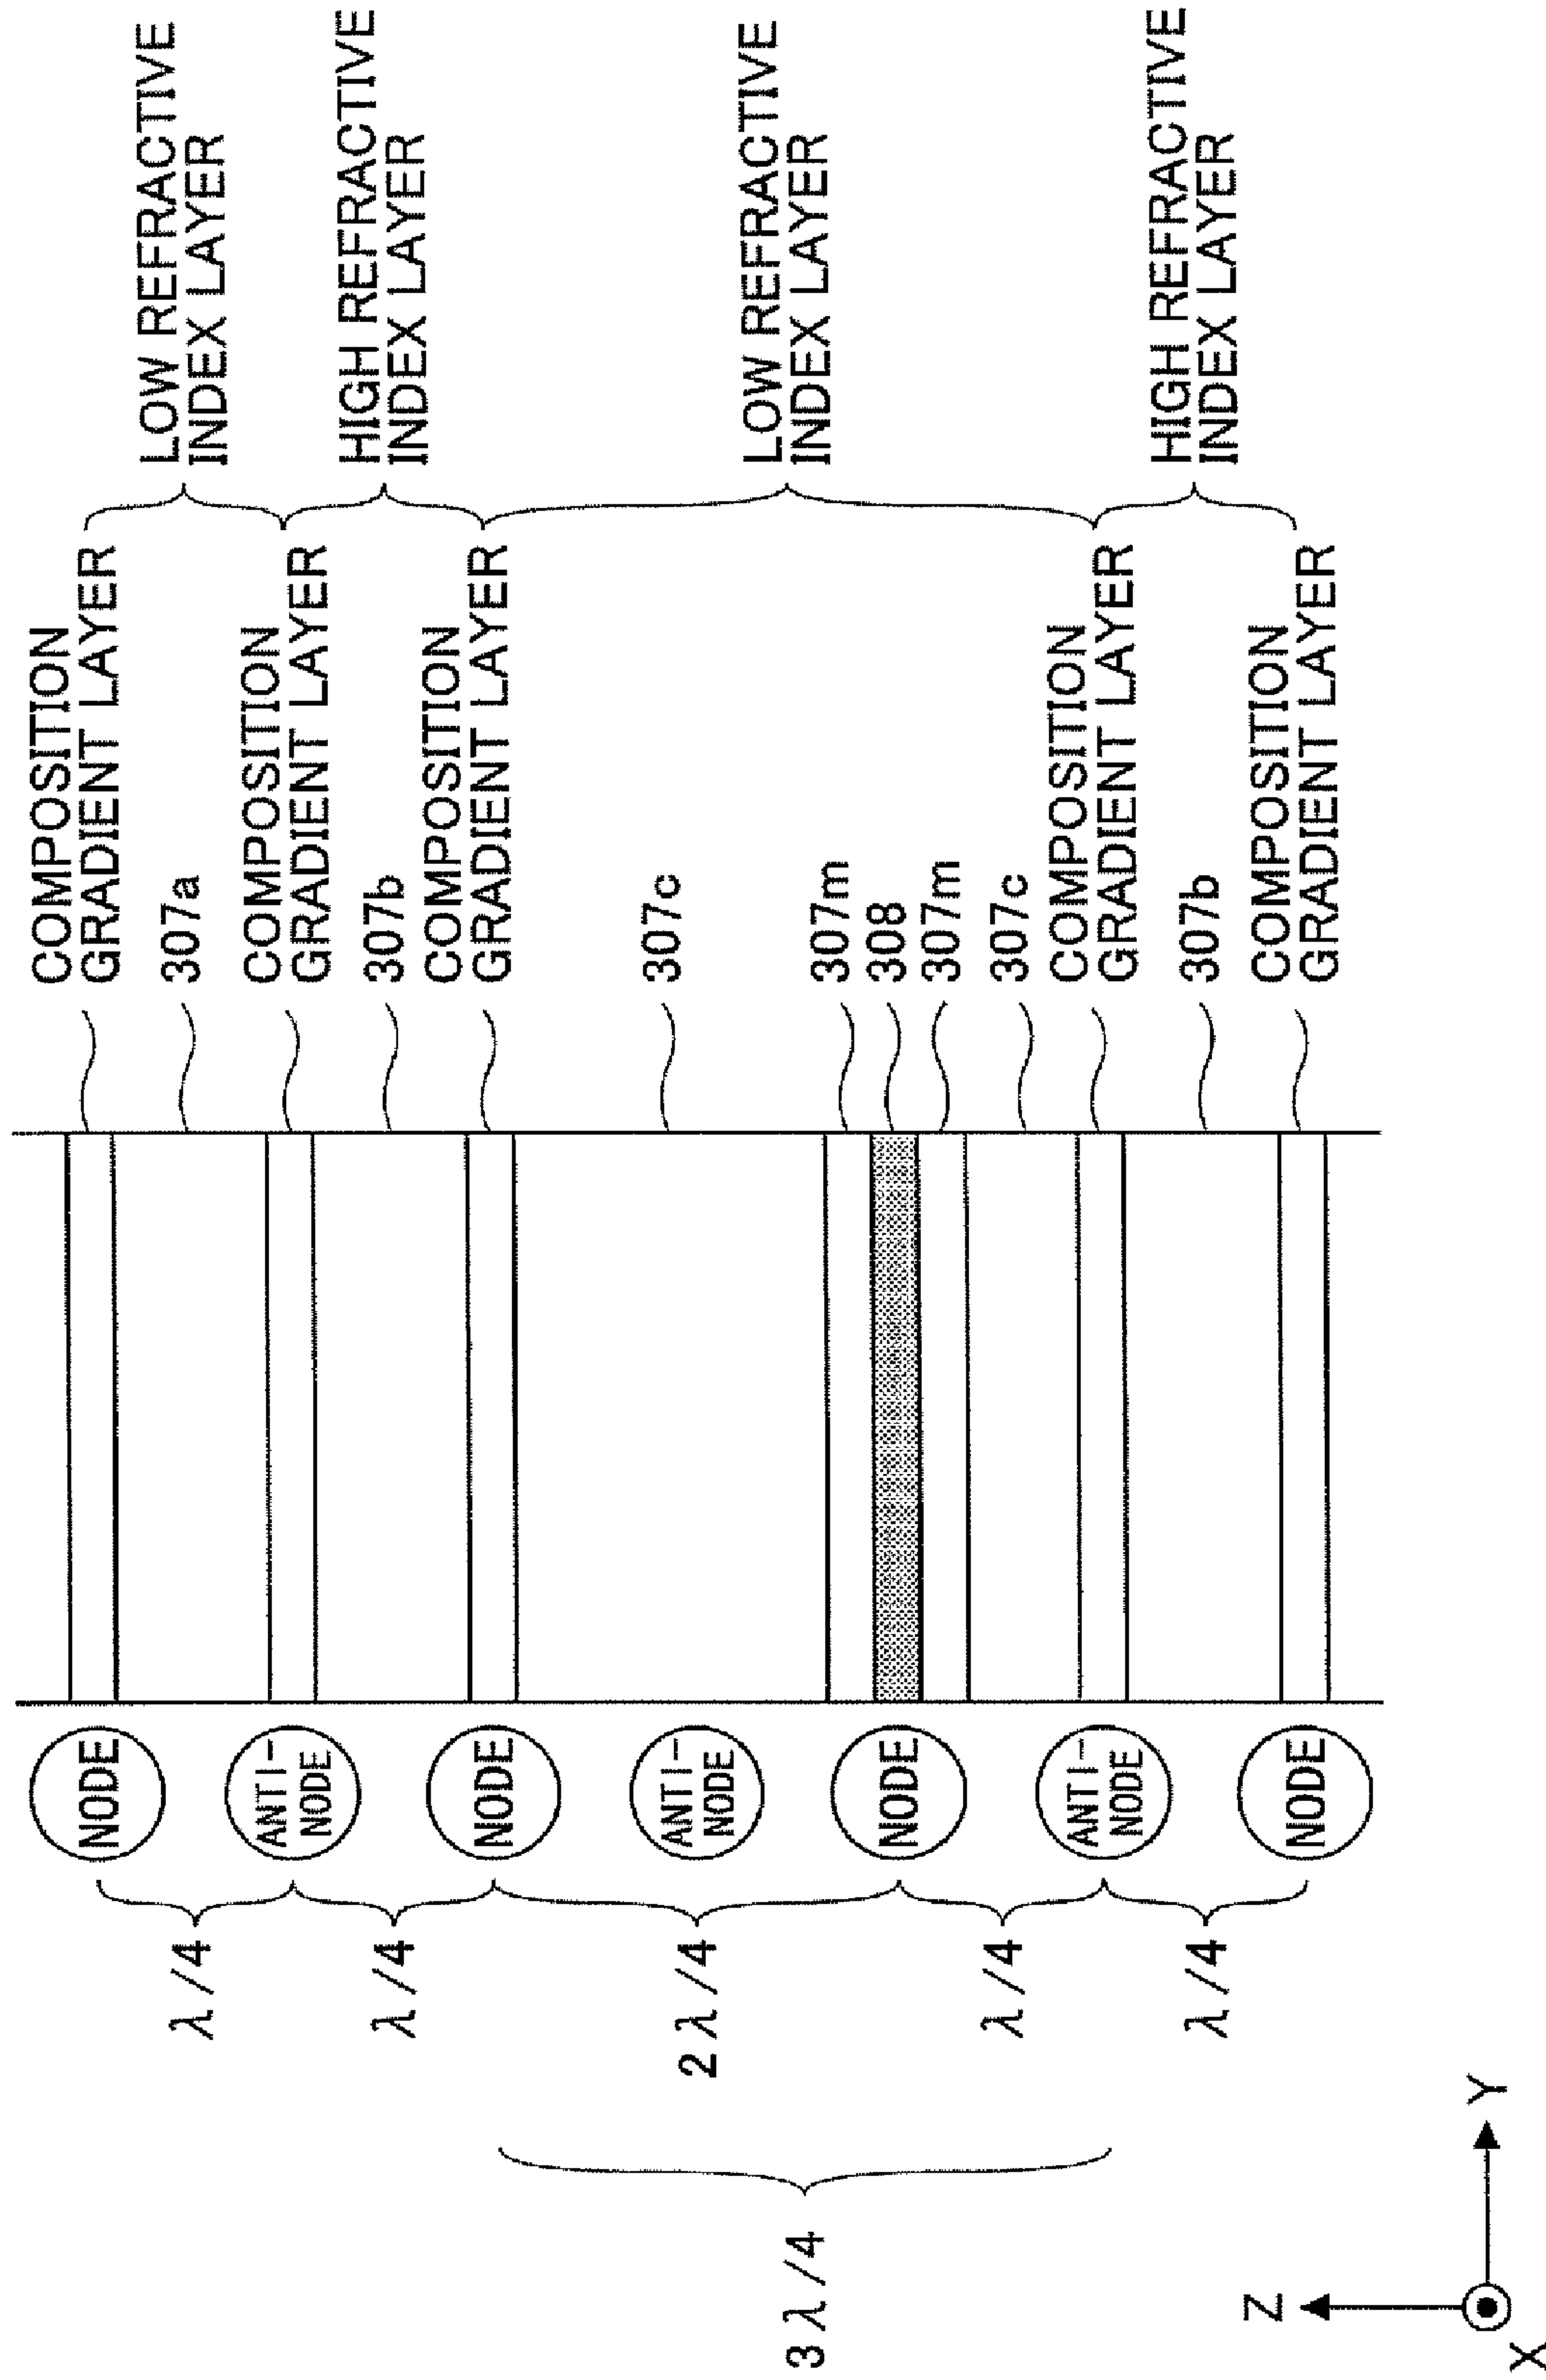 COMPOSITION
GRADIENT LAYER
307a
COMPOSITION
GRADIENT LAYER
307b
COMPOSITION
GRADIENT LAYER
307c
307m
308
307m
307c
COMPOSITION
GRADIENT LAYER
307b
COMPOSITION
GRADIENT LAYER
LOW REFRACTIVE
INDEX LAYER
HIGH REFRACTIVE
INDEX LAYER
LOW REFRACTIVE
INDEX LAYER
HIGH REFRACTIVE
INDEX LAYER
NODE
ANTI-
NODE
NODE
ANTI-
NODE
NODE
ANTI-
NODE
NODE
λ/4
λ/4
2λ/4
λ/4
λ/4
3λ/4
Z
Y
X